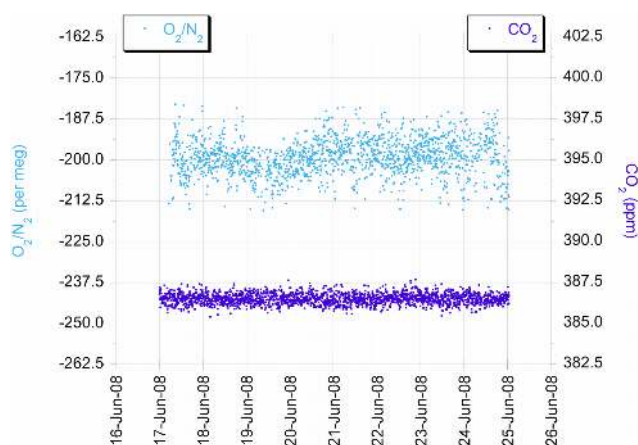 O2/N2
CO2
-162.5
-175.0
-187.5
-200.0
-212.5
-225.0
-237.5
-250.0
-262.5
O2/N2 (per meg)
402.5
400.0
397.5
395.0
392.5
390.0
387.5
385.0
382.5
CO2 (ppm)
16-Jun-08
17-Jun-08
18-Jun-08
19-Jun-08
20-Jun-08
21-Jun-08
22-Jun-08
23-Jun-08
24-Jun-08
25-Jun-08
26-Jun-08